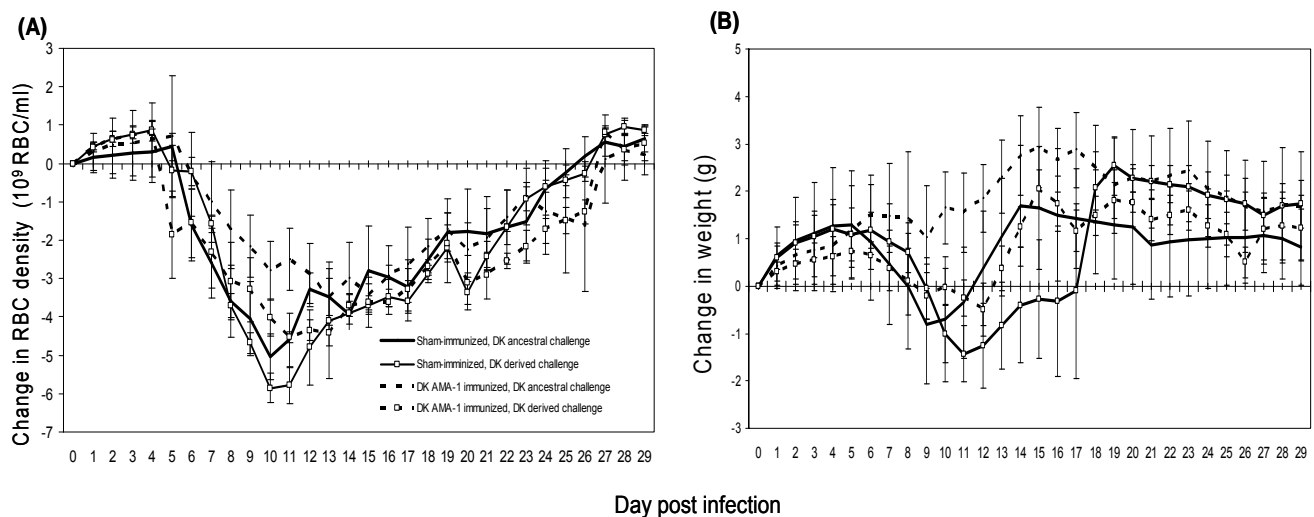 (A)
Change in RBC density (10⁹ RBC/ml)
3
2
1
0
-1
-2
-3
-4
-5
-6
-7
Sham-immunized, DK ancestral challenge
Sham-iminized, DK derived challenge
DK AMA-1 immunized, DK ancestral challenge
DK AMA-1 immunized, DK derived challenge
0 1 2 3 4 5 6 7 8 9 10 11 12 13 14 15 16 17 18 19 20 21 22 23 24 25 26 27 28 29
(B)
Change in weight (g)
5
4
3
2
1
0
-1
-2
-3
0 1 2 3 4 5 6 7 8 9 10 11 12 13 14 15 16 17 18 19 20 21 22 23 24 25 26 27 28 29
Day post infection